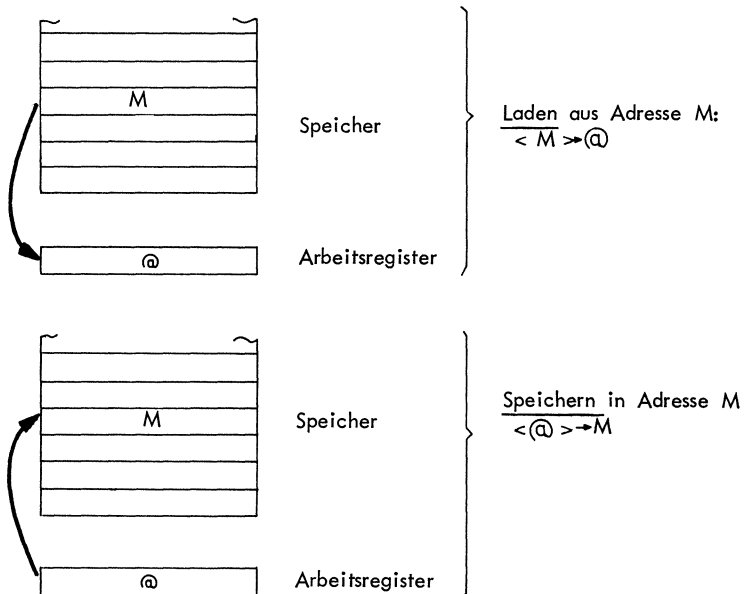 M
Speicher
Laden aus Adresse M:
< M >→@
@
Arbeitsregister
M
Speicher
Speichern in Adresse M
<@ >→M
@
Arbeitsregister